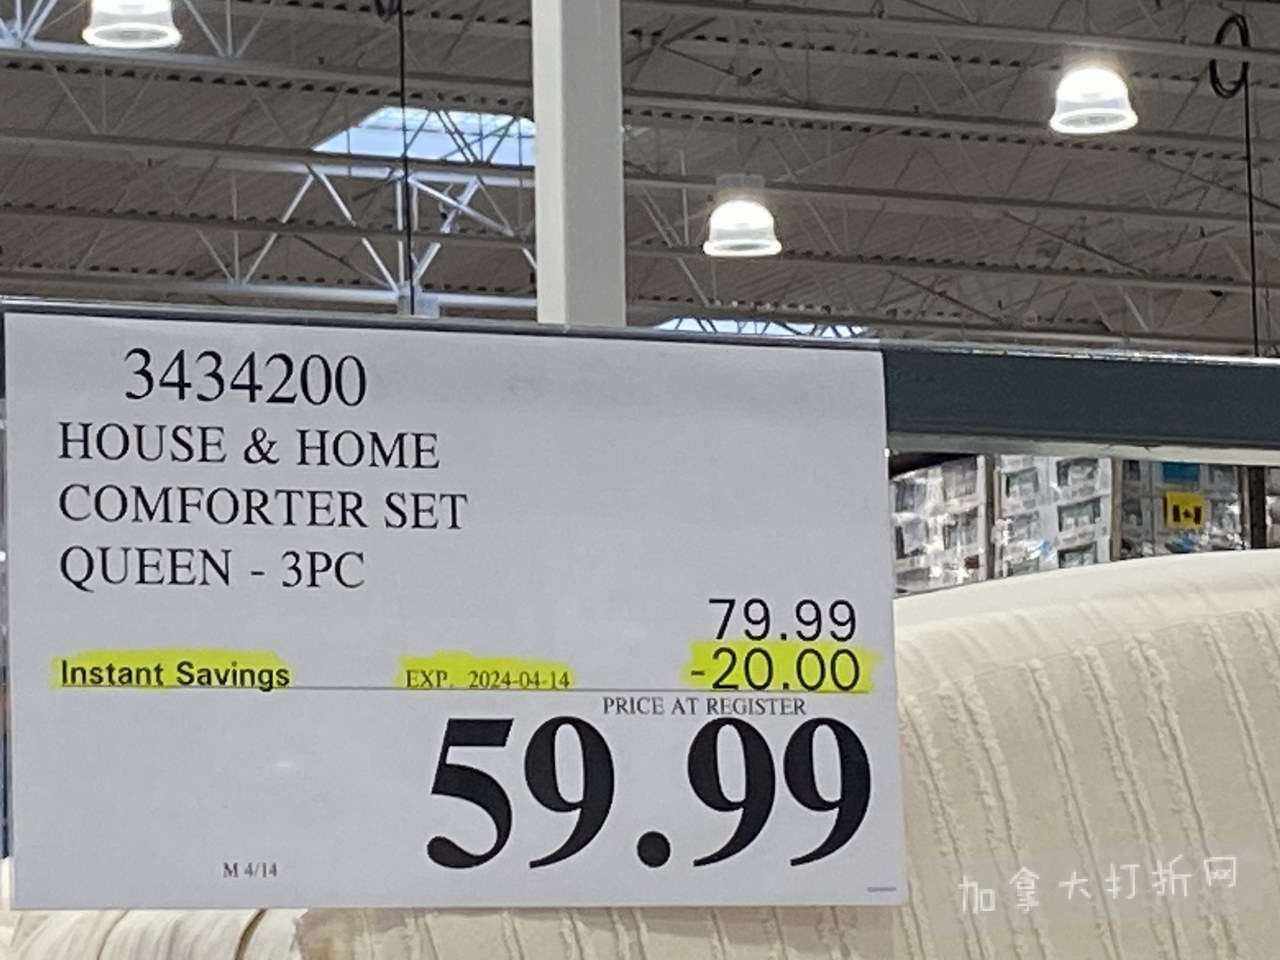 3434200
HOUSE & HOME
COMFORTER SET
QUEEN - 3PC
79.99
Instant Savings EXP. 2024-04-14 -20.00
PRICE AT REGISTER
59.99
M 4/14
加拿大打折网